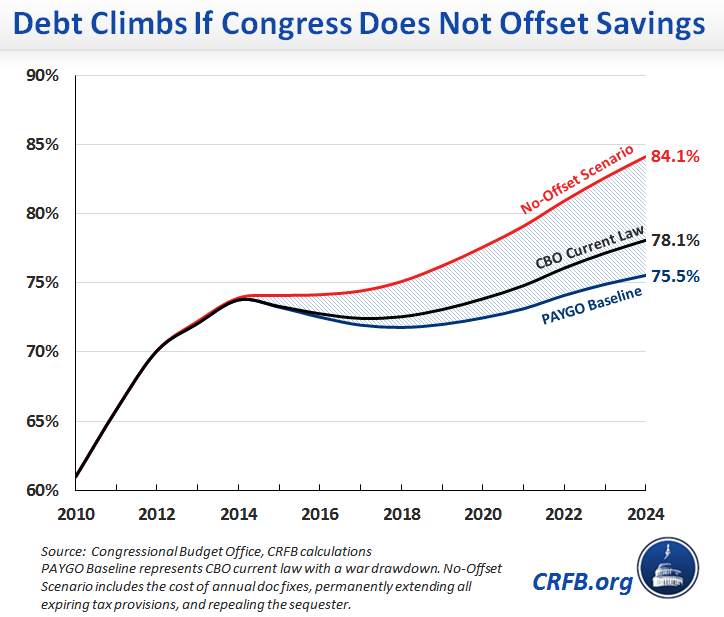 Debt Climbs If Congress Does Not Offset Savings
90%
85%
80%
75%
70%
65%
60%
No-Offset Scenario
84.1%
CBO Current Law
78.1%
75.5%
PAYGO Baseline
2010 2012 2014 2016 2018 2020 2022 2024
Source: Congressional Budget Office, CRFB calculations
PAYGO Baseline represents CBO current law with a war drawdown. No-Offset
Scenario includes the cost of annual doc fixes, permanently extending all
expiring tax provisions, and repealing the sequester.
CRFB.org